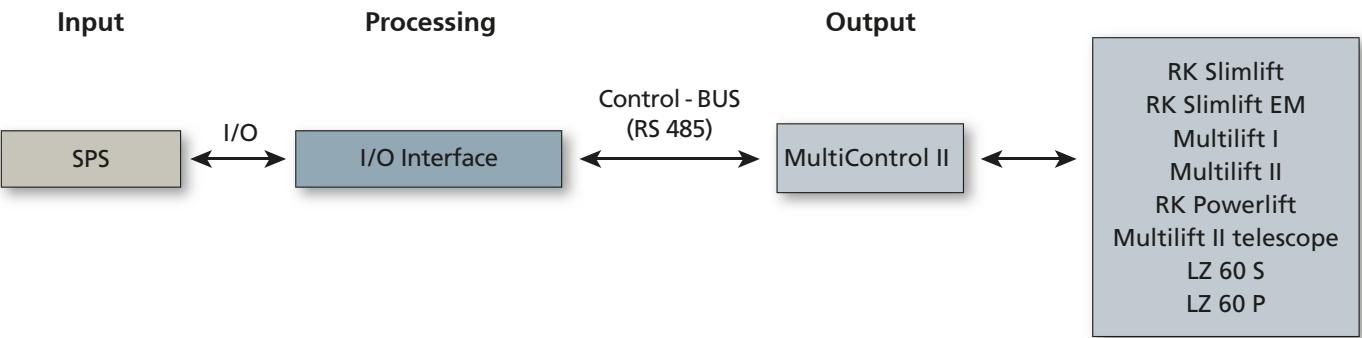 Input
Processing
Output
SPS
I/O
I/O Interface
Control - BUS
(RS 485)
MultiControl II
RK Slimlift
RK Slimlift EM
Multilift I
Multilift II
RK Powerlift
Multilift II telescope
LZ 60 S
LZ 60 P